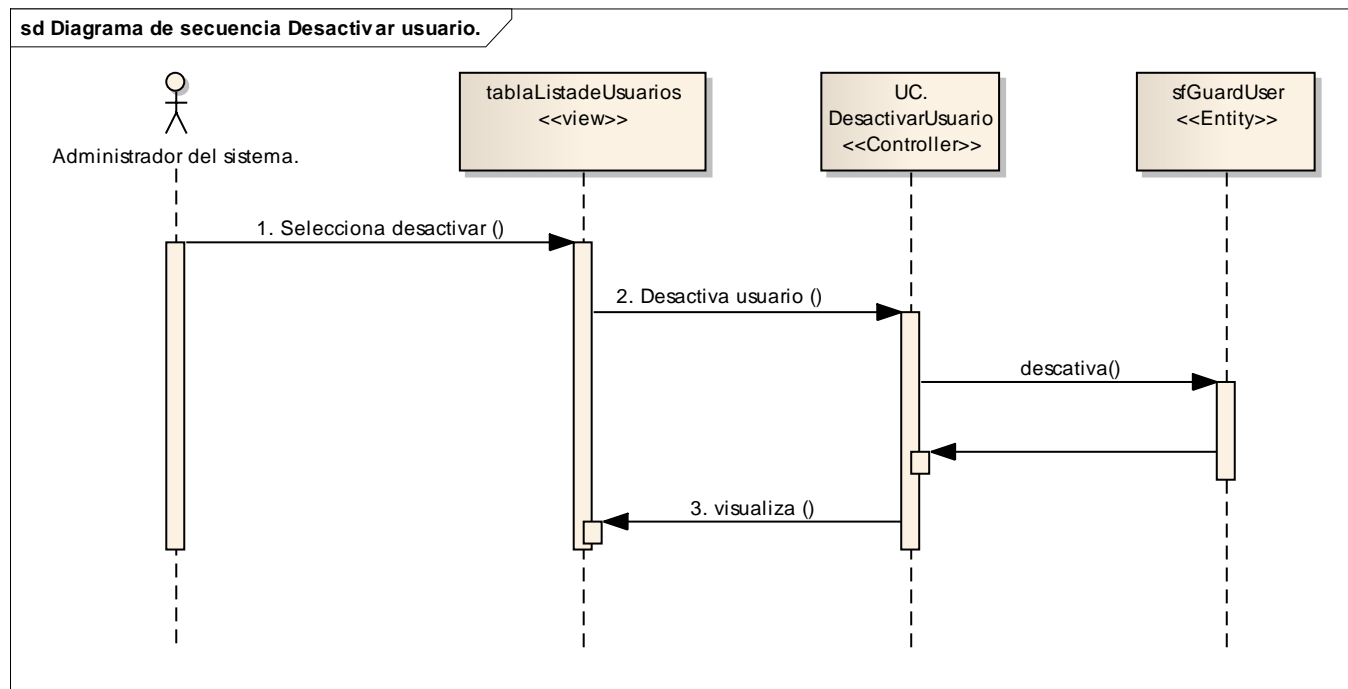 sd Diagrama de secuencia Desactivar usuario.
Administrador del sistema.
tablaListadeUsuarios
<<view>>
UC.
DesactivarUsuario
<<Controller>>
sfGuardUser
<<Entity>>
1. Selecciona desactivar ()
2. Desactiva usuario ()
descativa()
3. visualiza ()